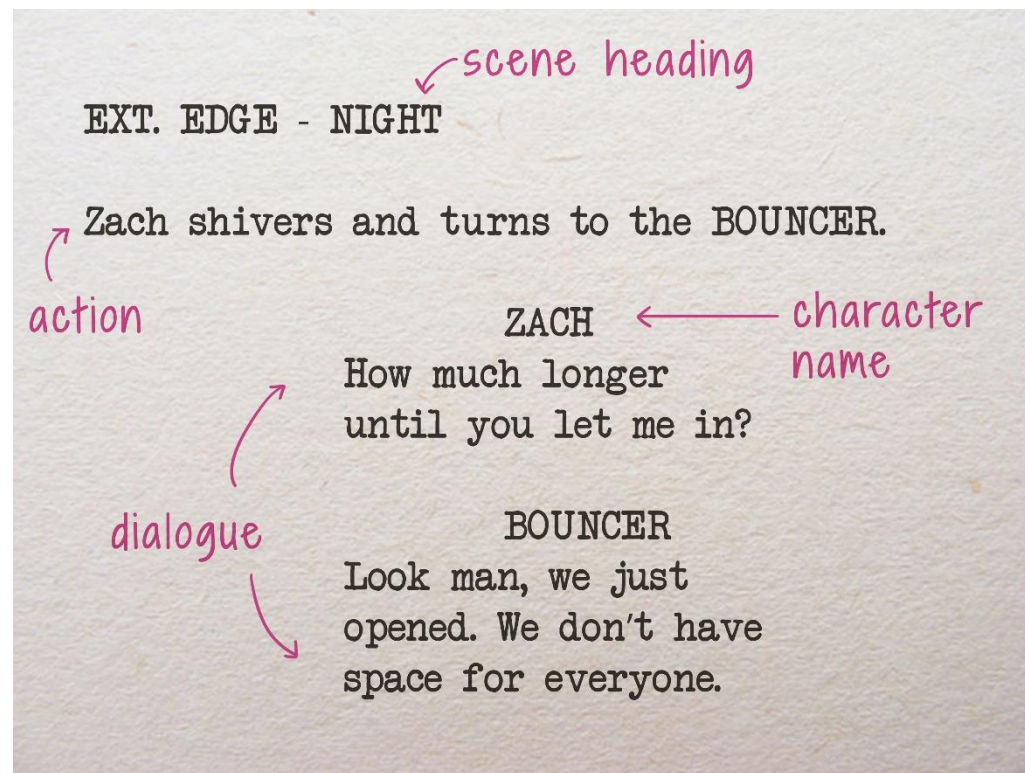 scene heading
EXT. EDGE - NIGHT
Zach shivers and turns to the BOUNCER.
action
ZACH
character
name
How much longer
until you let me in?
dialogue
BOUNCER
Look man, we just
opened. We don't have
space for everyone.